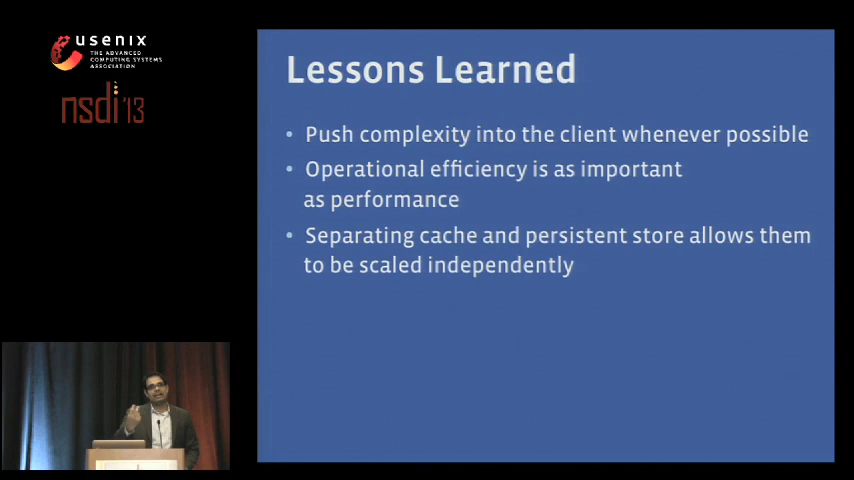 usenix
THE ADVANCED
COMPUTING SYSTEMS
ASSOCIATION
nsdi '13
Lessons Learned
• Push complexity into the client whenever possible
• Operational efficiency is as important
as performance
• Separating cache and persistent store allows them
to be scaled independently